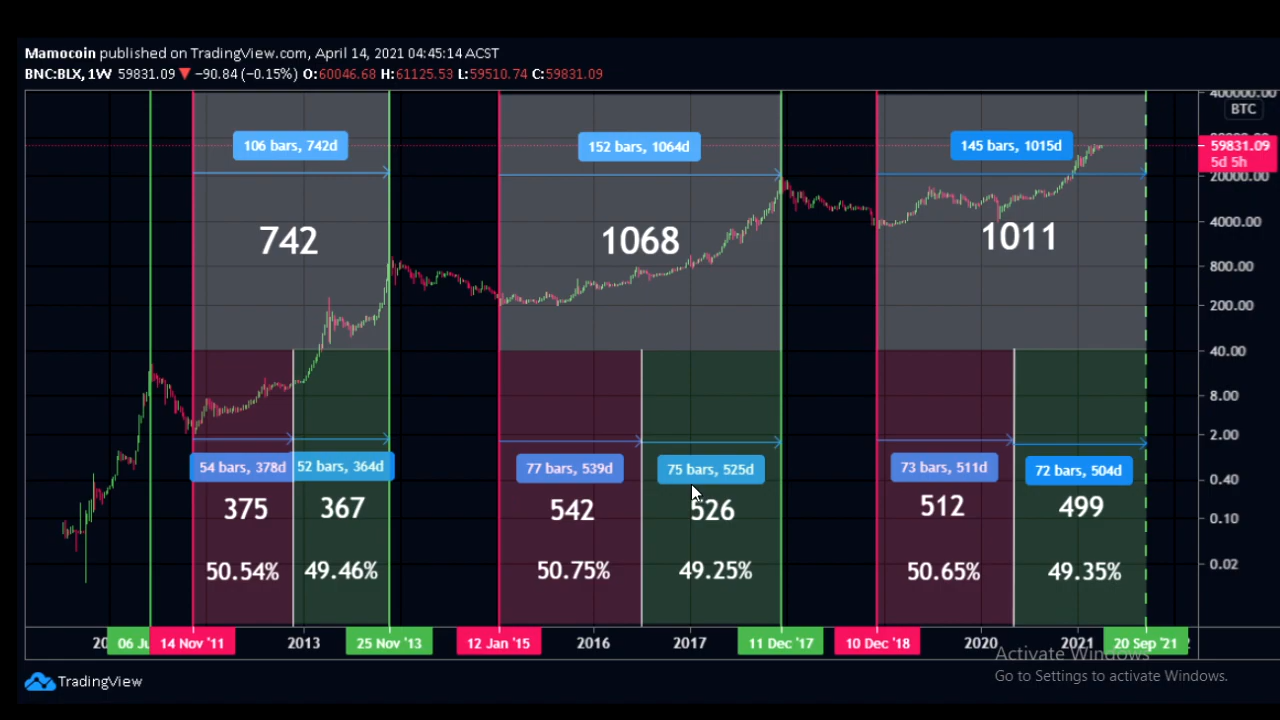 Mamocoin published on TradingView.com, April 14, 2021 04:45:14 ACST
BNC:BLX, 1W 59831.09 ▼ −90.84 (−0.15%) O:60046.68 H:61125.53 L:59510.74 C:59831.09
400000.00
BTC
106 bars, 742d
152 bars, 1064d
145 bars, 1015d
59831.09
5d 5h
20000.00
742
1068
1011
4000.00
800.00
200.00
40.00
8.00
2.00
54 bars, 378d
52 bars, 364d
77 bars, 539d
75 bars, 525d
73 bars, 511d
72 bars, 504d
0.40
375
367
542
526
512
499
0.10
50.54%
49.46%
50.75%
49.25%
50.65%
49.35%
0.02
14 Nov '11
2013
25 Nov '13
12 Jan '15
2016
2017
11 Dec '17
10 Dec '18
2020
2021
20 Sep '21
Activate Windows
Go to Settings to activate Windows.
TradingView